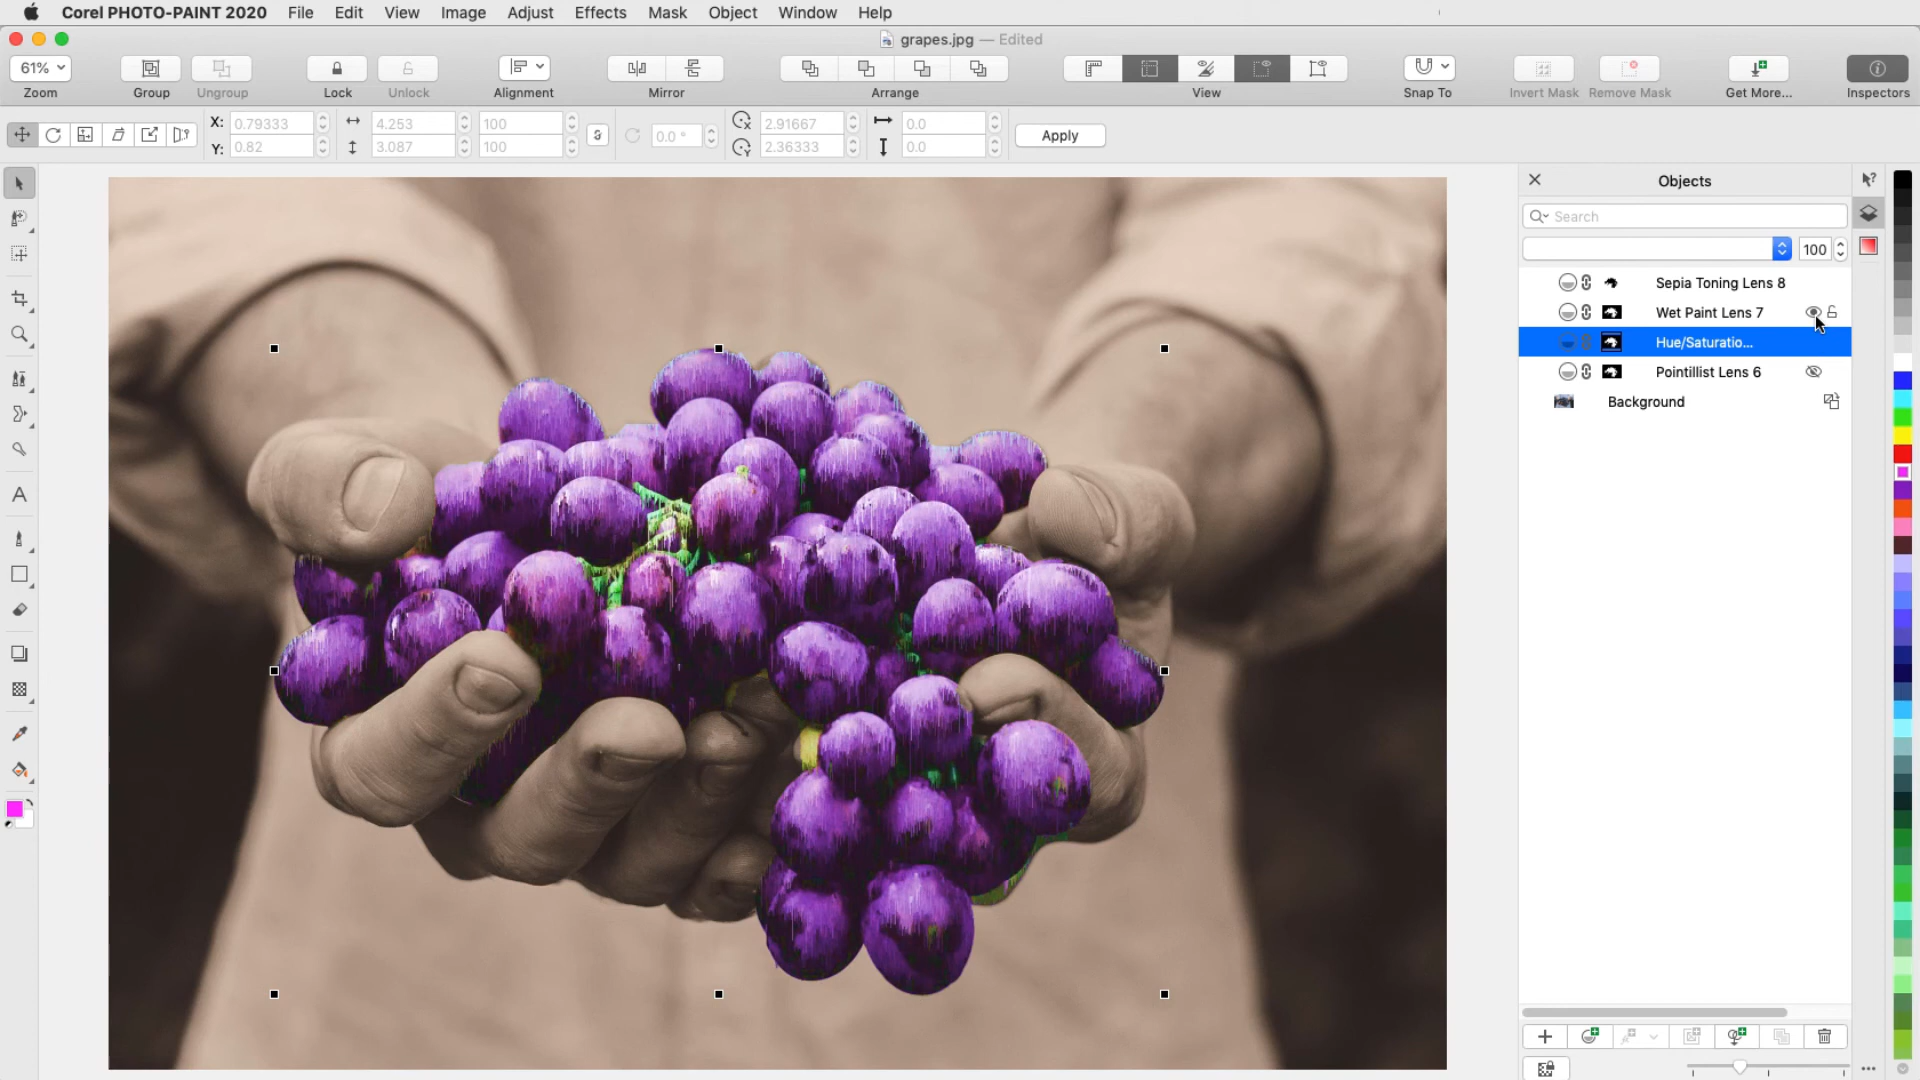 Corel PHOTO-PAINT 2020 File Edit View Image Adjust Effects Mask Object Window Help
grapes.jpg — Edited
61%
Zoom Group Ungroup Lock Unlock Alignment Mirror Arrange View Snap To Invert Mask Remove Mask Get More... Inspectors
X: 0.79333 4.253 100 0.0 ° 2.91667 0.0 Apply
Y: 0.82 3.087 100 2.36333 0.0
Objects
Search
100
Sepia Toning Lens 8
Wet Paint Lens 7
Hue/Saturatio...
Pointillist Lens 6
Background